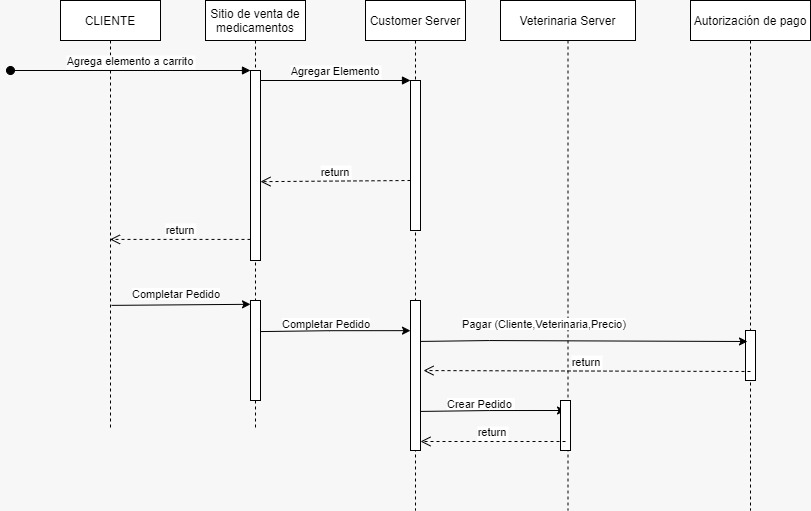 CLIENTE
Sitio de venta de
medicamentos
Customer Server
Veterinaria Server
Autorización de pago
Agrega elemento a carrito
Agregar Elemento
return
return
Completar Pedido
Completar Pedido
Pagar (Cliente,Veterinaria,Precio)
return
Crear Pedido
return